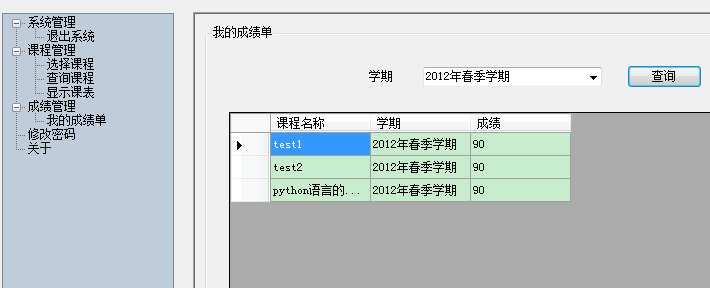 系统管理
退出系统
课程管理
选择课程
查询课程
显示课表
成绩管理
我的成绩单
修改密码
关于
我的成绩单
学期 2012年春季学期 查询
课程名称 学期 成绩
test1 2012年春季学期 90
test2 2012年春季学期 90
python语言的... 2012年春季学期 90